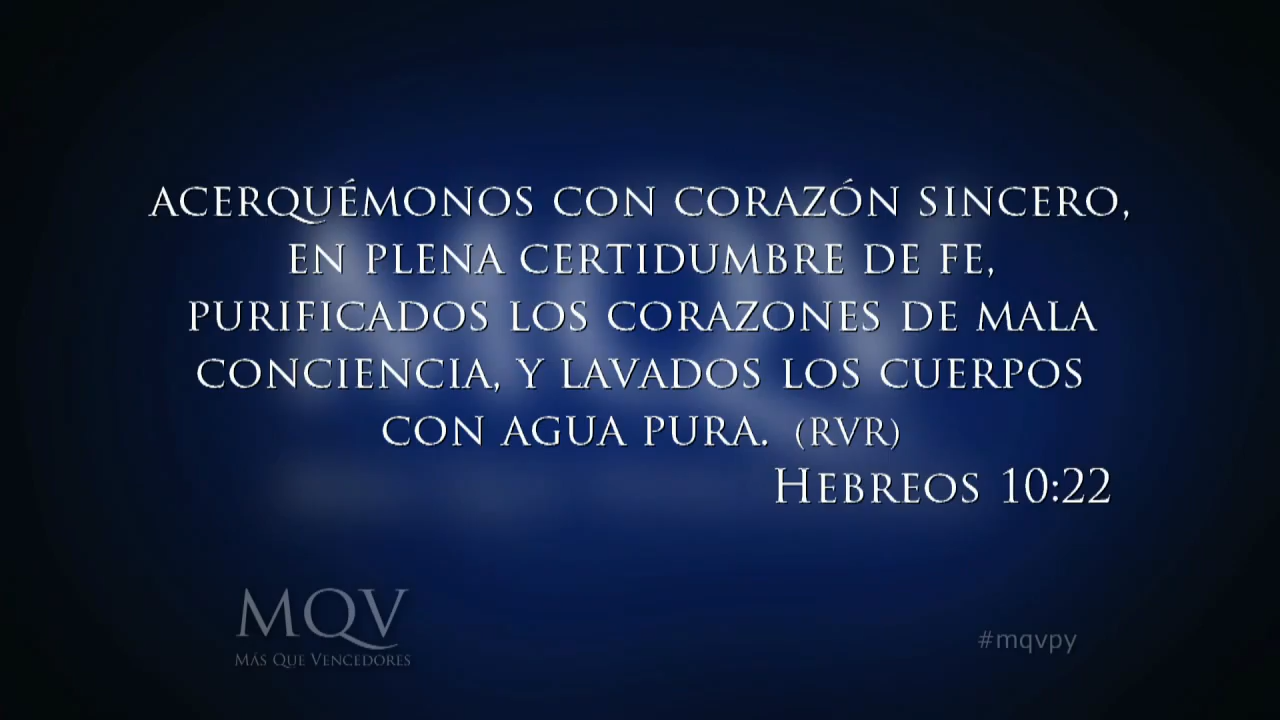 ACERQUÉMONOS CON CORAZÓN SINCERO,
EN PLENA CERTIDUMBRE DE FE,
PURIFICADOS LOS CORAZONES DE MALA
CONCIENCIA, Y LAVADOS LOS CUERPOS
CON AGUA PURA. (RVR)
HEBREOS 10:22
MQV
MÁS QUE VENCEDORES
#mqvpy